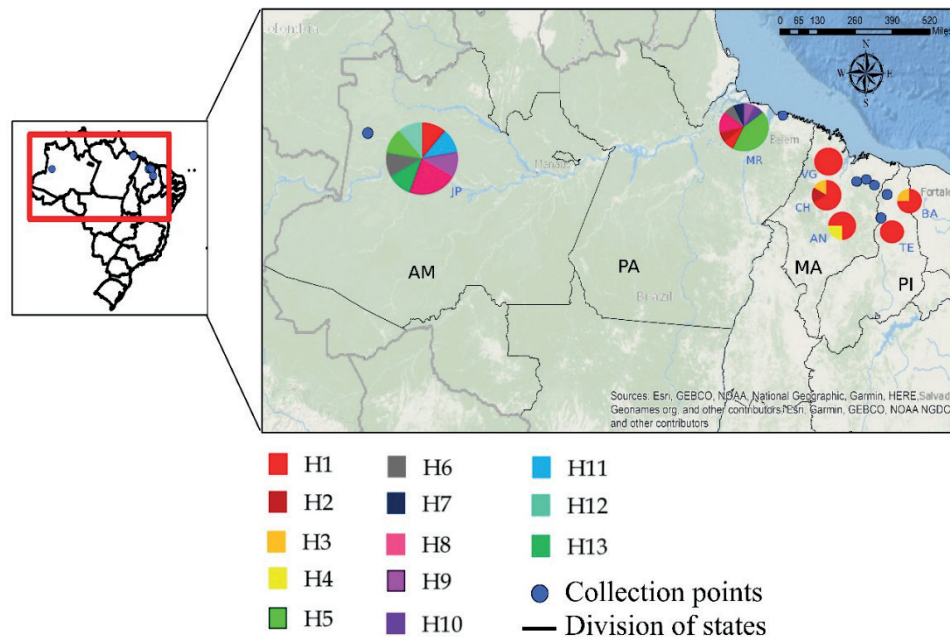 Colombia
0 65 130 260 390 520
Miles
N
W E
S
Manaus
Belem
JP
MR
VG
CH
AN
BA
TE
Fortale
AM
PA
MA
PI
Brazil
Salvad
Sources: Esri, GEBCO, NOAA, National Geographic, Garmin, HERE,
Geonames.org, and other contributors, Esri, Garmin, GEBCO, NOAA NGDC
and other contributors
H1 H6 H11
H2 H7 H12
H3 H8 H13
H4 H9 Collection points
H5 H10 Division of states